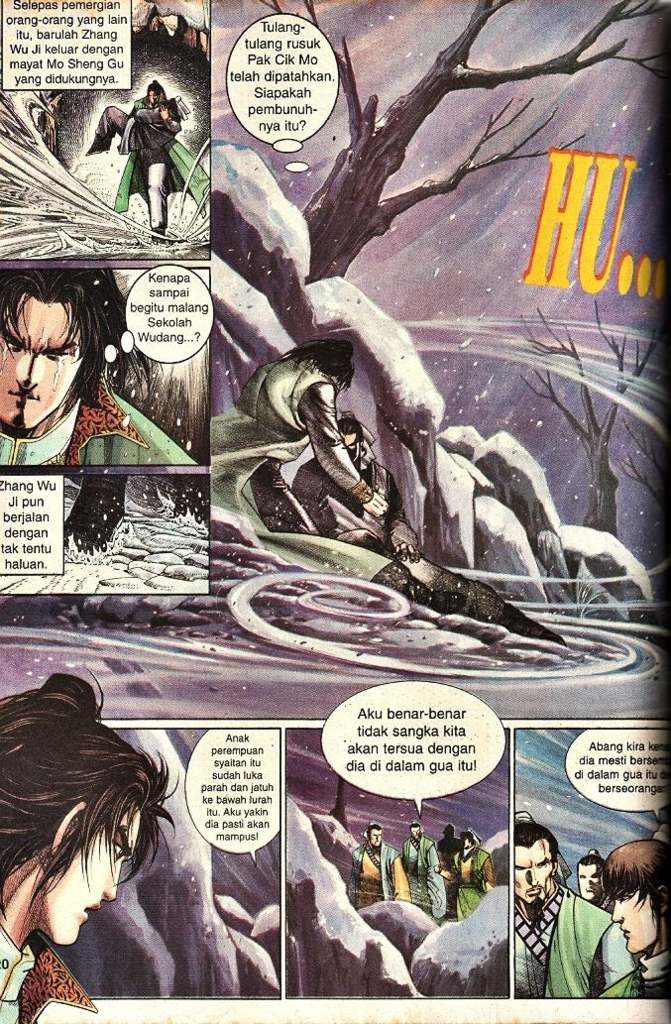 Selepas pemergian
orang-orang yang lain
itu, barulah Zhang
Wu Ji keluar dengan
mayat Mo Sheng Gu
yang didukungnya.
Tulang-
tulang rusuk
Pak Cik Mo
telah dipatahkan.
Siapakah
pembunuh-
nya itu?
HU...
Kenapa
sampai
begitu malang
Sekolah
Wudang...?
Zhang Wu
Ji pun
berjalan
dengan
tak tentu
haluan.
Anak
perempuan
syaitan itu
sudah luka
parah dan jatuh
ke bawah lurah
itu. Aku yakin
dia pasti akan
mampus!
Aku benar-benar
tidak sangka kita
akan tersua dengan
dia di dalam gua itu!
Abang kira
dia mesti
di dalam gua itu
berseorangan
20